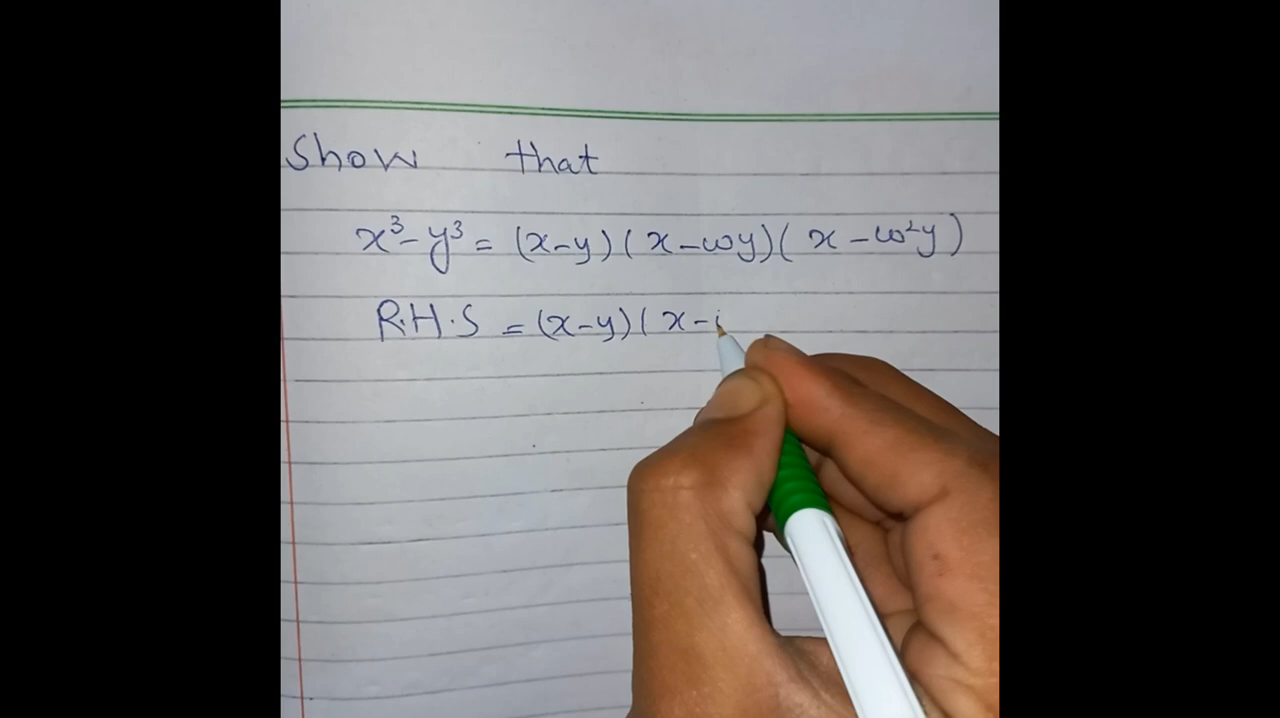 Show that
x³-y³ = (x-y)(x-ωy)(x-ω²y)
R.H.S = (x-y)(x-